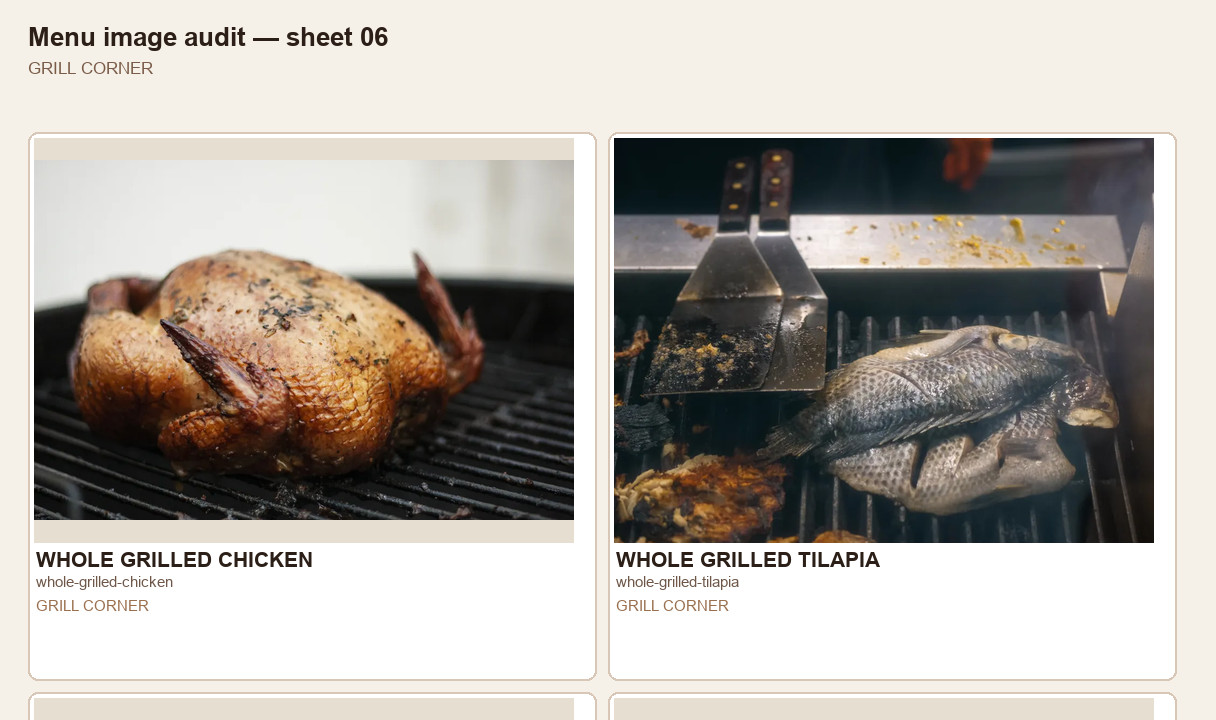 Menu image audit — sheet 06
GRILL CORNER
WHOLE GRILLED CHICKEN
whole-grilled-chicken
GRILL CORNER
WHOLE GRILLED TILAPIA
whole-grilled-tilapia
GRILL CORNER